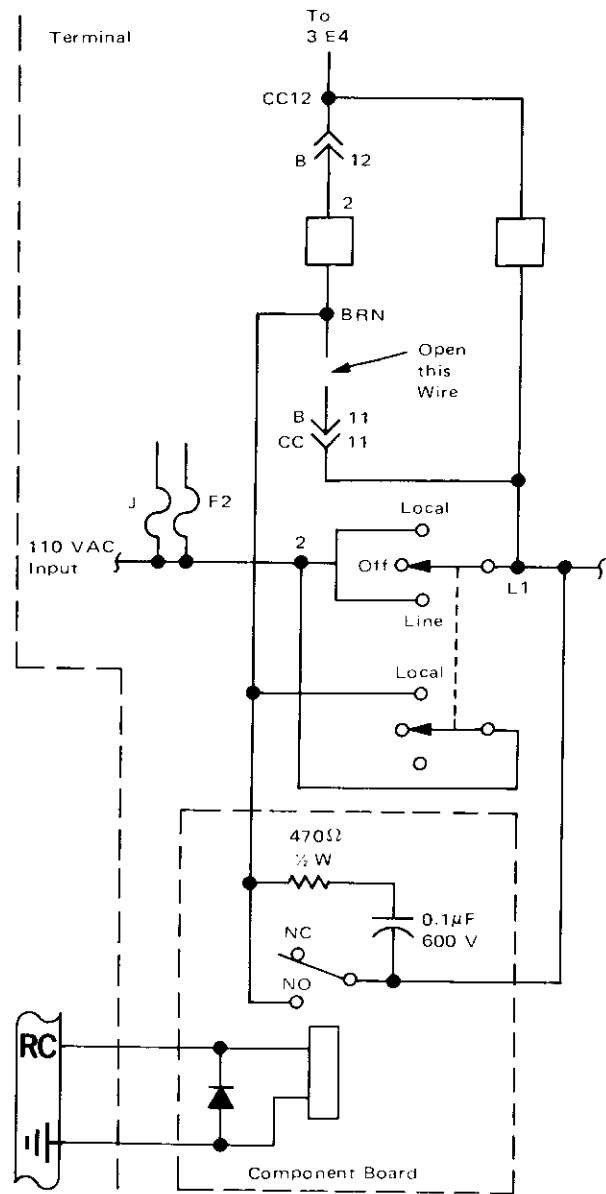 Terminal
To
3 E4
CC12
B 12
2
BRN
Open
this
Wire
B 11
CC 11
J F2
110 VAC
Input
2
Local
Off
L1
Line
Local
470Ω
½ W
0.1μF
600 V
NC
NO
RC
Component Board